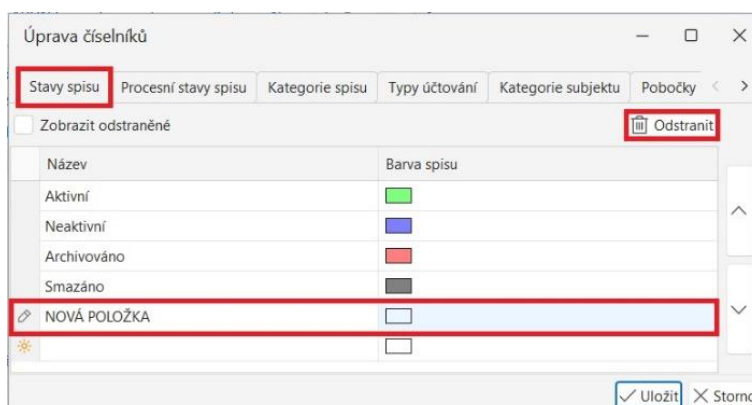 Úprava číselníků
Stavy spisu Procesní stavy spisu Kategorie spisu Typy účtování Kategorie subjektu Pobočky
Zobrazit odstraněné Odstranit
Název Barva spisu
Aktivní
Neaktivní
Archivováno
Smazáno
NOVÁ POLOŽKA
Uložit Storno